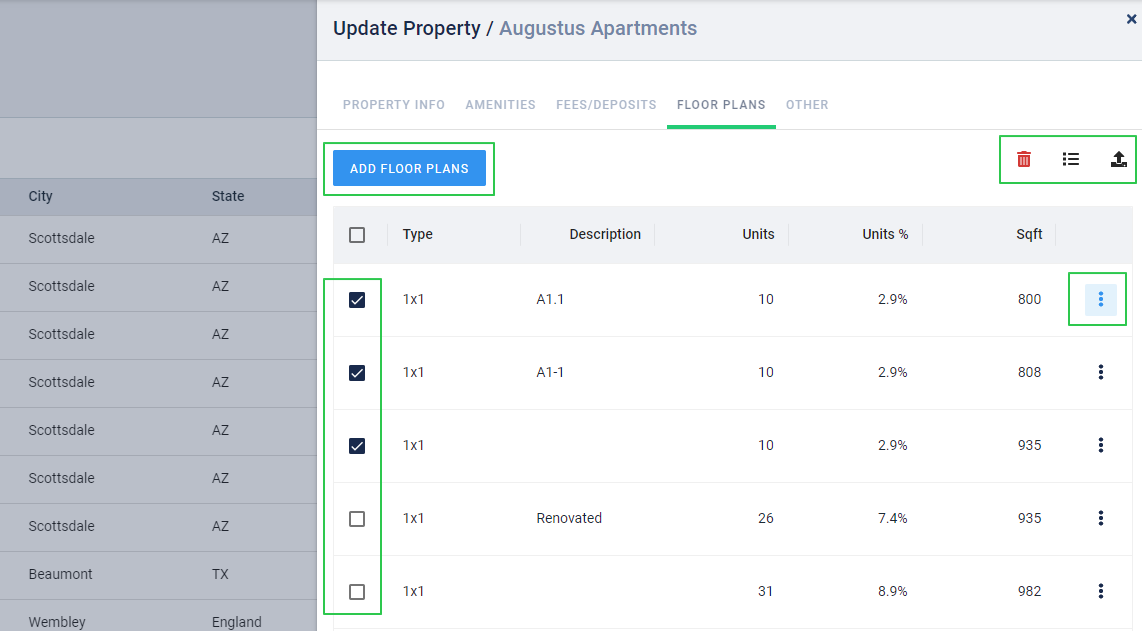 Update Property / Augustus Apartments
PROPERTY INFO AMENITIES FEES/DEPOSITS FLOOR PLANS OTHER
ADD FLOOR PLANS
City State
Scottsdale AZ
Scottsdale AZ
Scottsdale AZ
Scottsdale AZ
Scottsdale AZ
Scottsdale AZ
Scottsdale AZ
Beaumont TX
Wembley England
Type Description Units Units % Sqft
1x1 A1.1 10 2.9% 800
1x1 A1-1 10 2.9% 808
1x1 10 2.9% 935
1x1 Renovated 26 7.4% 935
1x1 31 8.9% 982